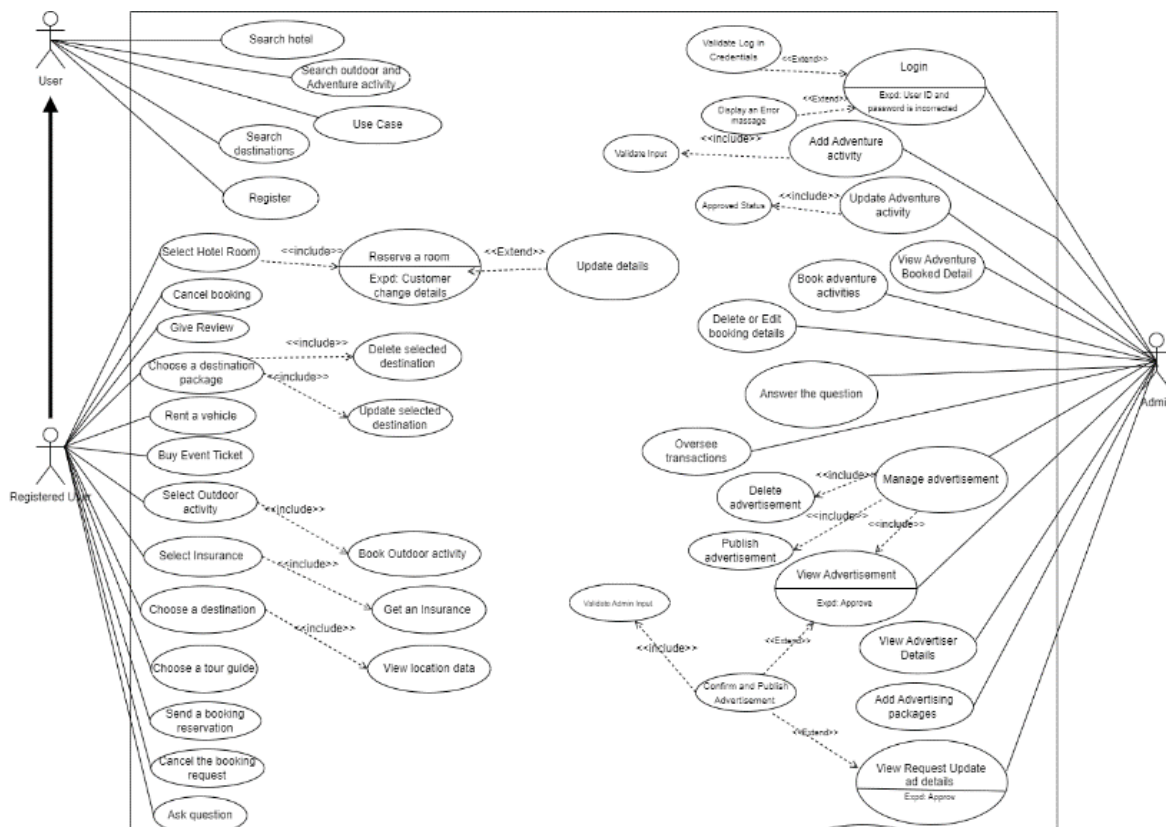 User
Search hotel
Search outdoor and
Adventure activity
Use Case
Search
destinations
Register
Registered User
Select Hotel Room
<<include>>
Reserve a room
Expd: Customer
change details
<<Extend>>
Update details
Cancel booking
Give Review
Choose a destination
package
<<include>>
Delete selected
destination
<<include>>
Update selected
destination
Rent a vehicle
Buy Event Ticket
Select Outdoor
activity
<<include>>
Book Outdoor activity
Select Insurance
<<include>>
Get an Insurance
Choose a destination
<<include>>
View location data
Choose a tour guide
Send a booking
reservation
Cancel the booking
request
Ask question
Validate Log in
Credentials
<<Extend>>
Login
Expd: User ID and
password is incorrected
Display an Error
massage
<<Extend>>
<<include>>
Validate Input
Add Adventure
activity
Approved Status
<<include>>
Update Adventure
activity
View Adventure
Booked Detail
Book adventure
activities
Delete or Edit
booking details
Admi
Answer the question
Oversee
transactions
Manage advertisement
<<include>>
Delete
advertisement
<<include>>
<<include>>
Publish
advertisement
View Advertisement
Expd: Approve
Validate Admin Input
<<include>>
<<Extend>>
Confirm and Publish
Advertisement
<<Extend>>
View Advertiser
Details
Add Advertising
packages
View Request Update
ad details
Expd: Approv